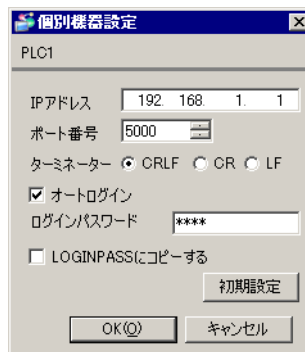 個別機器設定
PLC1
IPアドレス 192. 168. 1. 1
ポート番号 5000
ターミネーター CRLF CR LF
オートログイン
ログインパスワード ****
LOGINPASSにコピーする
初期設定
OK(O) キャンセル